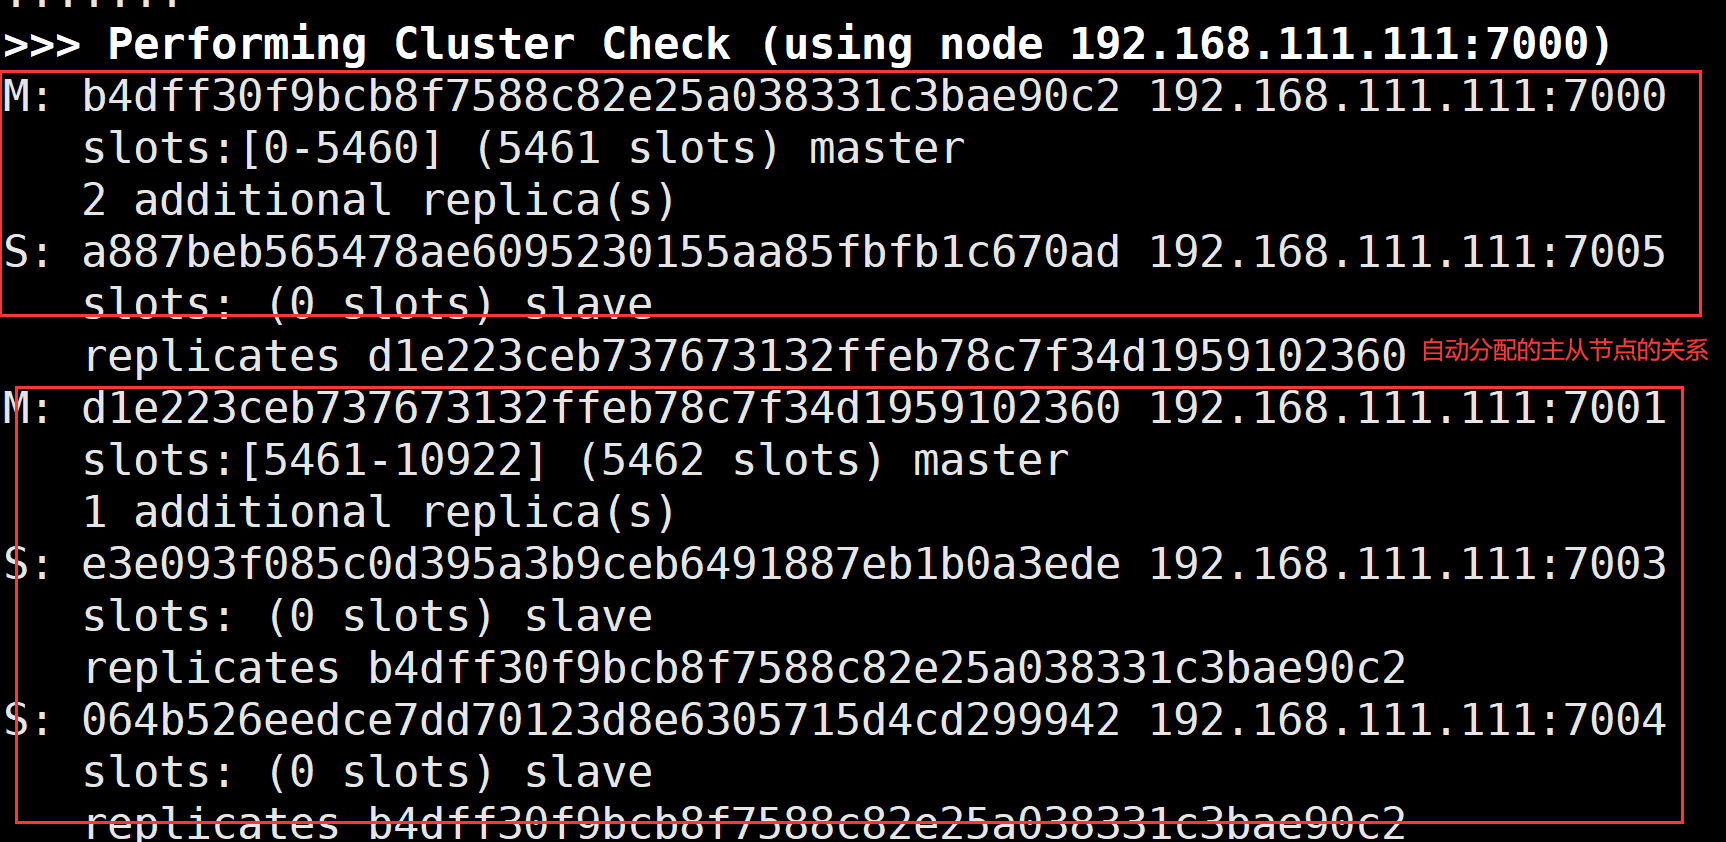 >>> Performing Cluster Check (using node 192.168.111.111:7000)
M: b4dff30f9bcb8f7588c82e25a038331c3bae90c2 192.168.111.111:7000
slots:[0-5460] (5461 slots) master
2 additional replica(s)
S: a887beb565478ae6095230155aa85fbfb1c670ad 192.168.111.111:7005
slots: (0 slots) slave
replicates d1e223ceb737673132ffeb78c7f34d1959102360 自动分配的主从节点的关系
M: d1e223ceb737673132ffeb78c7f34d1959102360 192.168.111.111:7001
slots:[5461-10922] (5462 slots) master
1 additional replica(s)
S: e3e093f085c0d395a3b9ceb6491887eb1b0a3ede 192.168.111.111:7003
slots: (0 slots) slave
replicates b4dff30f9bcb8f7588c82e25a038331c3bae90c2
S: 064b526eedce7dd70123d8e6305715d4cd299942 192.168.111.111:7004
slots: (0 slots) slave
replicates b4dff30f9bcb8f7588c82e25a038331c3bae90c2